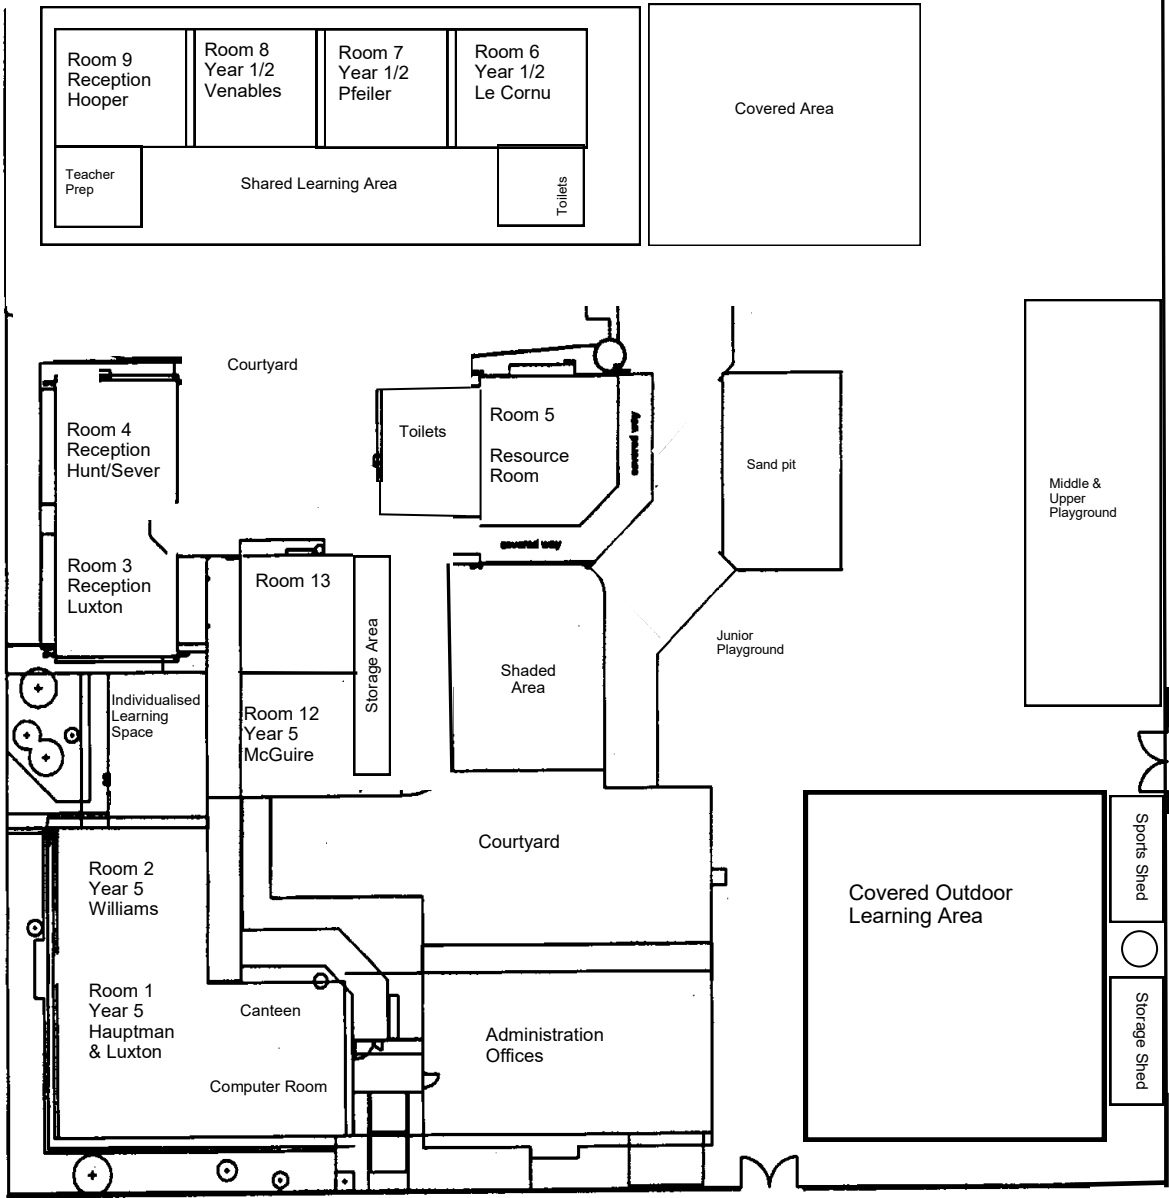 Room 9
Reception
Hooper
Room 8
Year 1/2
Venables
Room 7
Year 1/2
Pfeiler
Room 6
Year 1/2
Le Cornu
Covered Area
Teacher
Prep
Shared Learning Area
Toilets
Courtyard
Room 4
Reception
Hunt/Sever
Toilets
Room 5
Resource
Room
Sand pit
Middle &
Upper
Playground
Room 3
Reception
Luxton
Room 13
Storage Area
Shaded
Area
Junior
Playground
Individualised
Learning
Space
Room 12
Year 5
McGuire
Courtyard
Room 2
Year 5
Williams
Covered Outdoor
Learning Area
Sports Shed
Room 1
Year 5
Hauptman
& Luxton
Canteen
Computer Room
Administration
Offices
Storage Shed